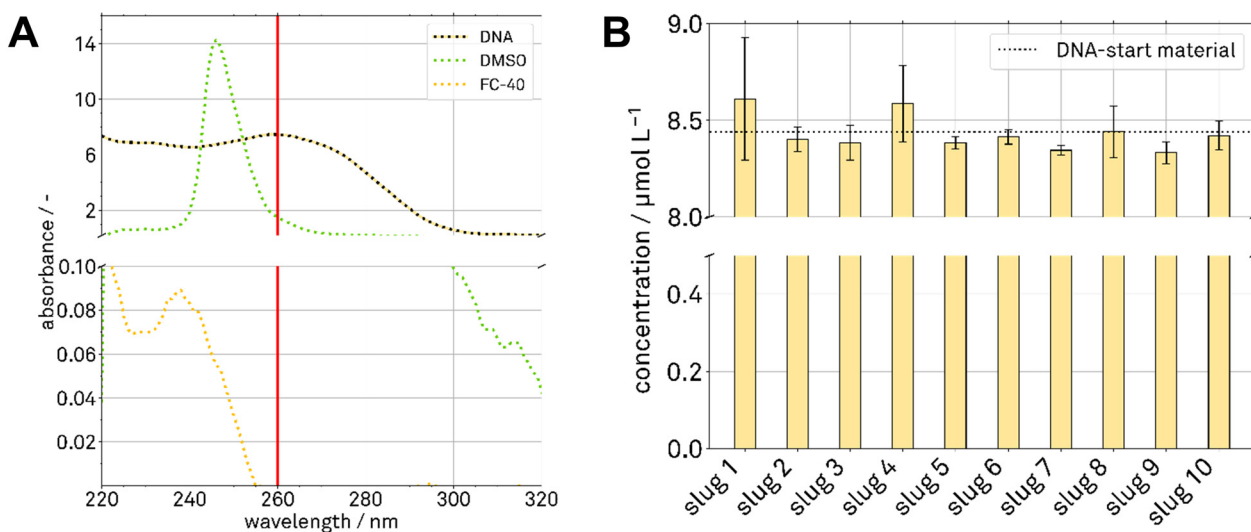 A
14
10
6
2
DNA
DMSO
FC-40
absorbance / -
0.10
0.08
0.06
0.04
0.02
220 240 260 280 300 320
wavelength / nm
B
9.0
8.5
8.0
DNA-start material
concentration / µmol L⁻¹
0.4
0.2
0.0
slug 1 slug 2 slug 3 slug 4 slug 5 slug 6 slug 7 slug 8 slug 9 slug 10